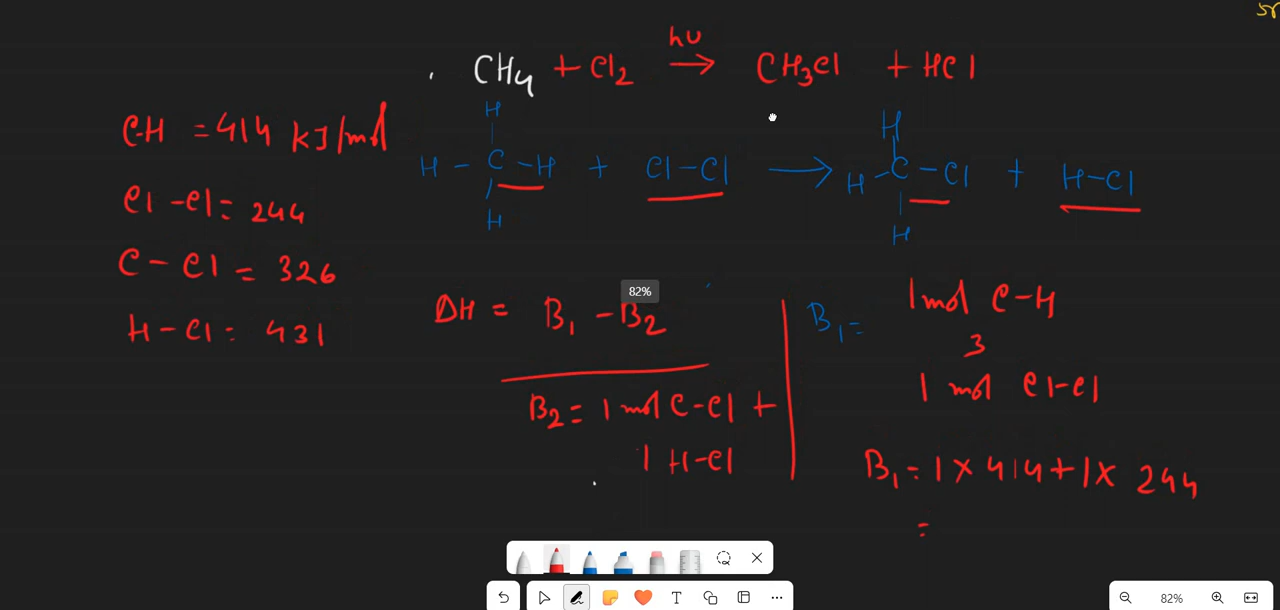 CH4 + Cl2 hν → CH3Cl + HCl
C-H = 414 kJ/mol
Cl - Cl = 244
C - Cl = 326
H - Cl = 431
H
H - C - H + Cl-Cl → H - C - Cl + H-Cl
H
H
H
ΔH = B1 - B2
82%
B2 = 1 mol C-Cl +
1 H-Cl
B1 =
1 mol C-H
3
1 mol Cl-Cl
B1 = 1 × 414 + 1 × 244
=
82%